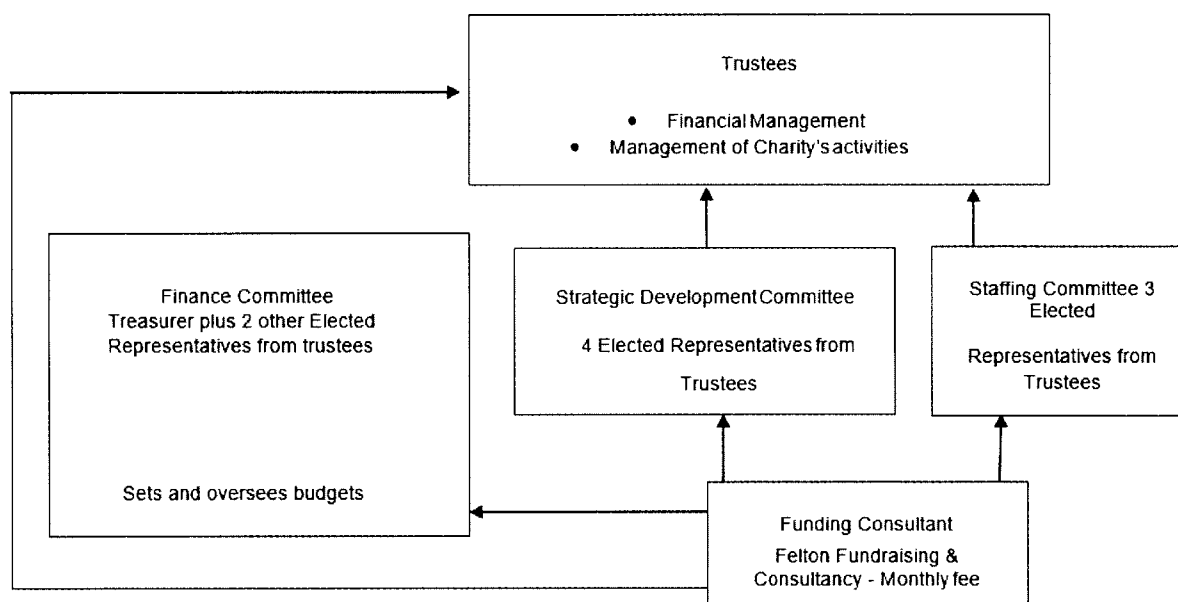 Trustees
• Financial Management
• Management of Charity's activities
Finance Committee
Treasurer plus 2 other Elected
Representatives from trustees
Sets and oversees budgets
Strategic Development Committee
4 Elected Representatives from
Trustees
Staffing Committee 3
Elected
Representatives from
Trustees
Funding Consultant
Felton Fundraising &
Consultancy - Monthly fee